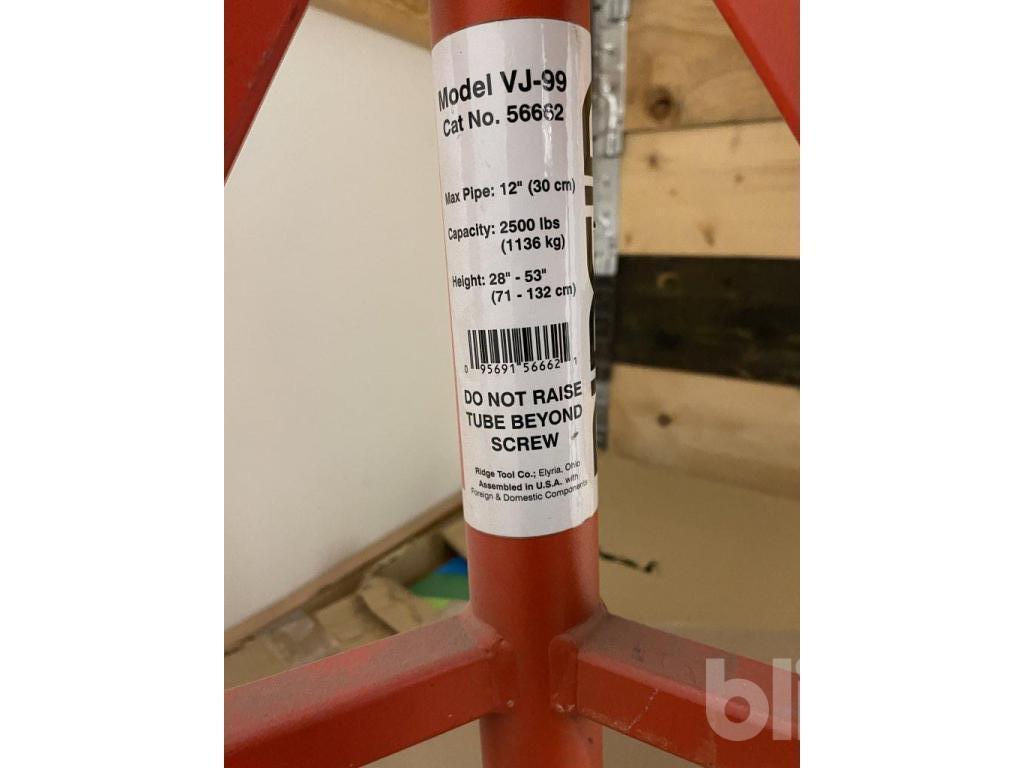 Model VJ-99
Cat No. 56662
Max Pipe: 12" (30 cm)
Capacity: 2500 lbs
(1136 kg)
Height: 28" - 53"
(71 - 132 cm)
0 95691 56662 1
DO NOT RAISE
TUBE BEYOND
SCREW
Ridge Tool Co.; Elyria, Ohio
Assembled in U.S.A. with
Foreign & Domestic Components